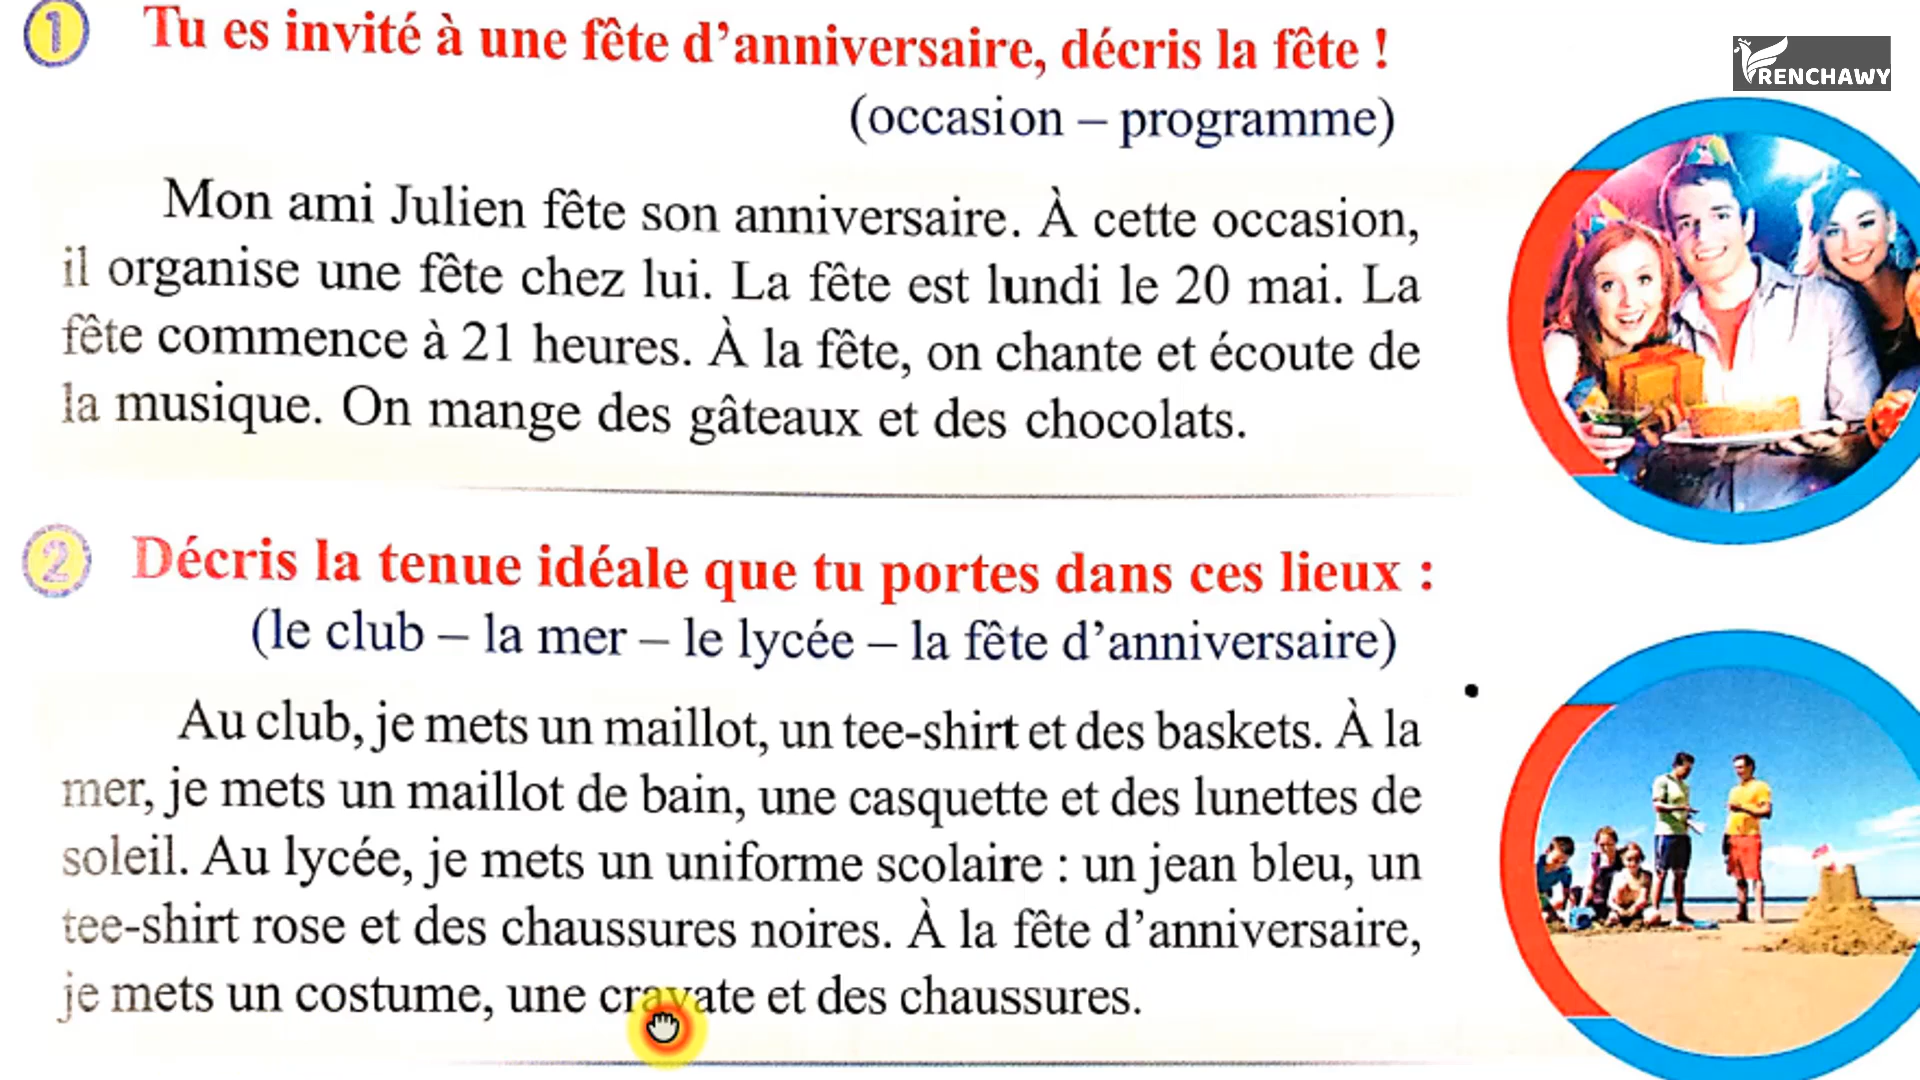 1 Tu es invité à une fête d'anniversaire, décris la fête !
RENCHAWY
(occasion – programme)
Mon ami Julien fête son anniversaire. À cette occasion,
il organise une fête chez lui. La fête est lundi le 20 mai. La
fête commence à 21 heures. À la fête, on chante et écoute de
la musique. On mange des gâteaux et des chocolats.
2 Décris la tenue idéale que tu portes dans ces lieux :
(le club – la mer – le lycée – la fête d'anniversaire)
Au club, je mets un maillot, un tee-shirt et des baskets. À la
mer, je mets un maillot de bain, une casquette et des lunettes de
soleil. Au lycée, je mets un uniforme scolaire : un jean bleu, un
tee-shirt rose et des chaussures noires. À la fête d'anniversaire,
je mets un costume, une cravate et des chaussures.